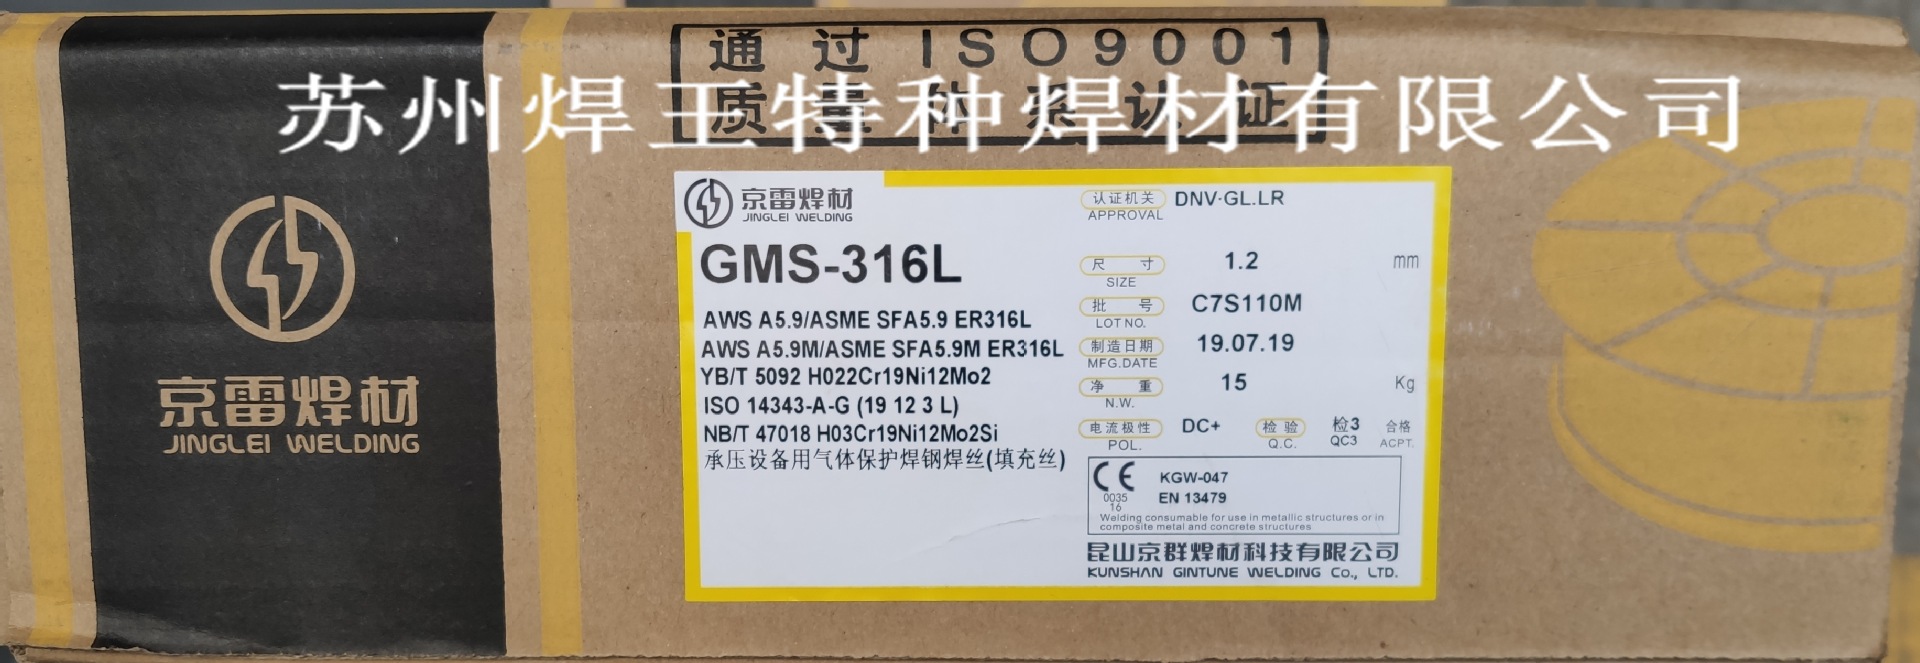 通过ISO9001
质量体系认证
苏州焊王特种焊材有限公司
京雷焊材
JINGLEI WELDING
京雷焊材
JINGLEI WELDING
GMS-316L
AWS A5.9/ASME SFA5.9 ER316L
AWS A5.9M/ASME SFA5.9M ER316L
YB/T 5092 H022Cr19Ni12Mo2
ISO 14343-A-G (19 12 3 L)
NB/T 47018 H03Cr19Ni12Mo2Si
承压设备用气体保护焊钢焊丝(填充丝)
认证机关 DNV·GL.LR
APPROVAL
尺寸 1.2 mm
SIZE
批号 C7S110M
LOT NO.
制造日期 19.07.19
MFG.DATE
净重 15 Kg
N.W.
电流极性 DC+ 检验 检3 合格
POL. Q.C. QC3 ACPT.
CE KGW-047
0035 EN 13479
16
Welding consumable for use in metallic structures or in
composite metal and concrete structures
昆山京群焊材科技有限公司
KUNSHAN GINTUNE WELDING Co., LTD.